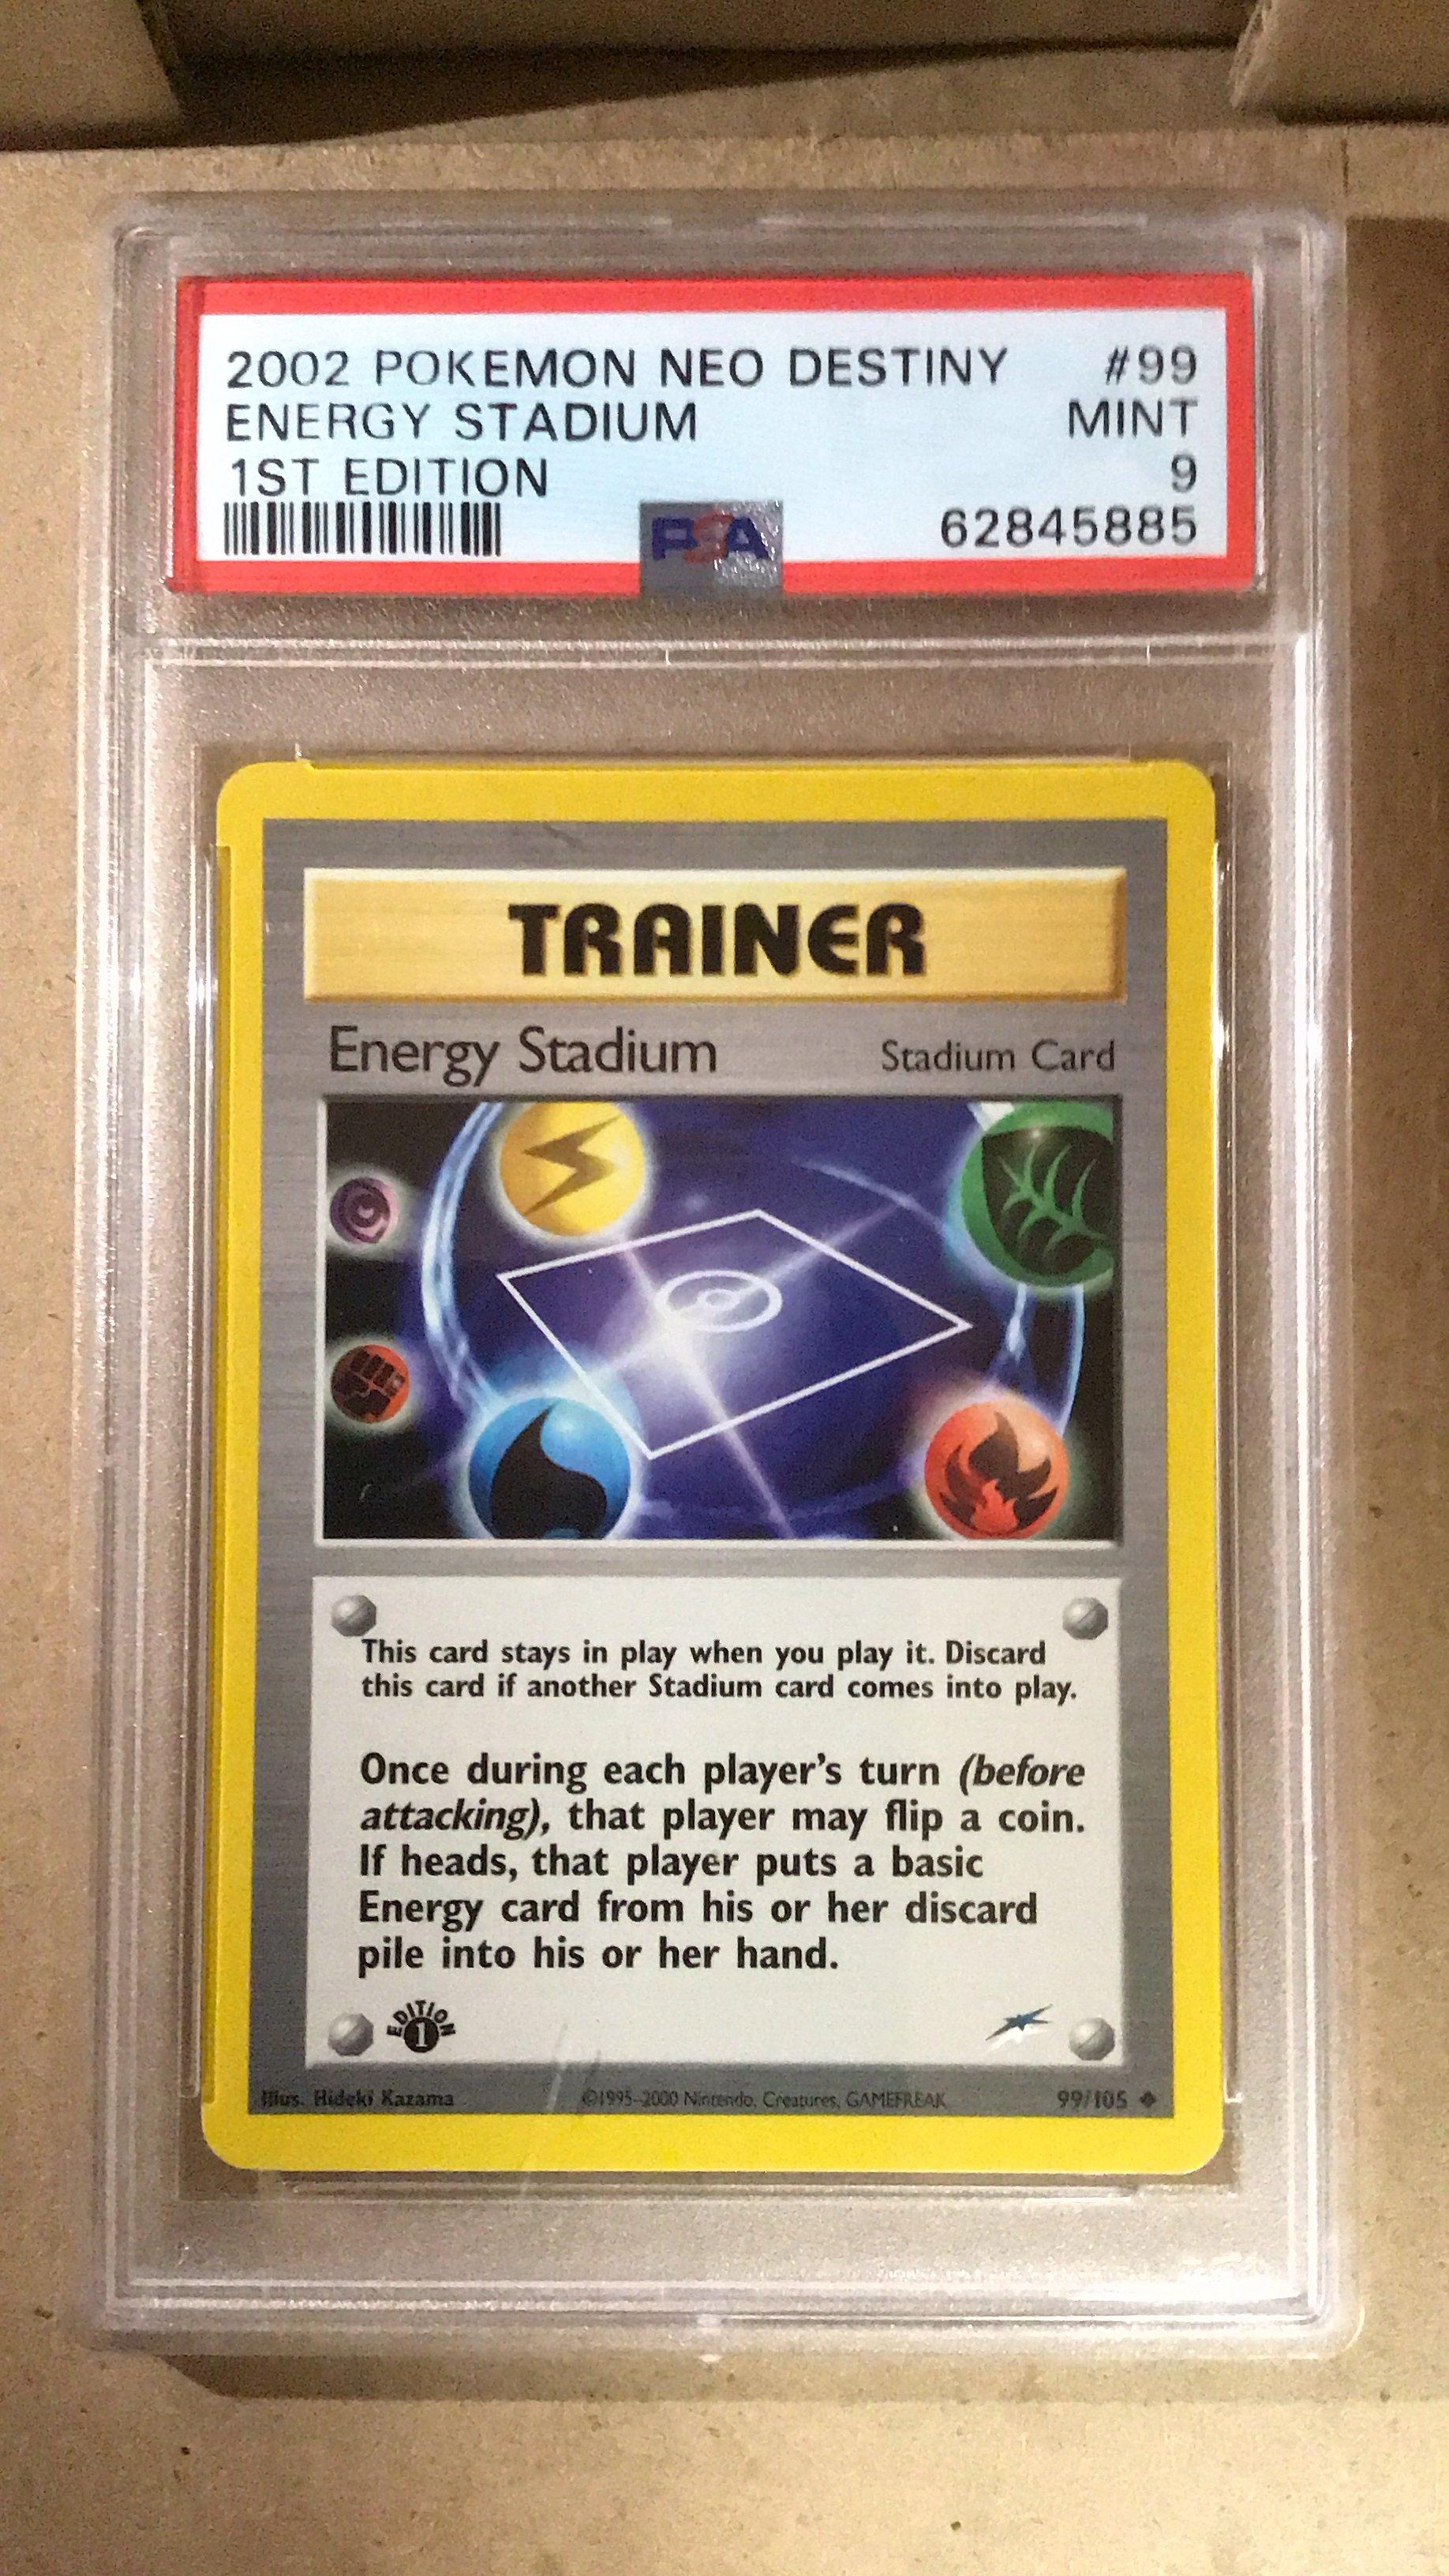 2002 POKEMON NEO DESTINY #99
ENERGY STADIUM MINT
1ST EDITION 9
PSA 62845885
TRAINER
Energy Stadium Stadium Card
This card stays in play when you play it. Discard
this card if another Stadium card comes into play.
Once during each player's turn (before
attacking), that player may flip a coin.
If heads, that player puts a basic
Energy card from his or her discard
pile into his or her hand.
EDITION
1
Illus. Hideki Kazama ©1995–2000 Nintendo, Creatures, GAMEFREAK 99/105